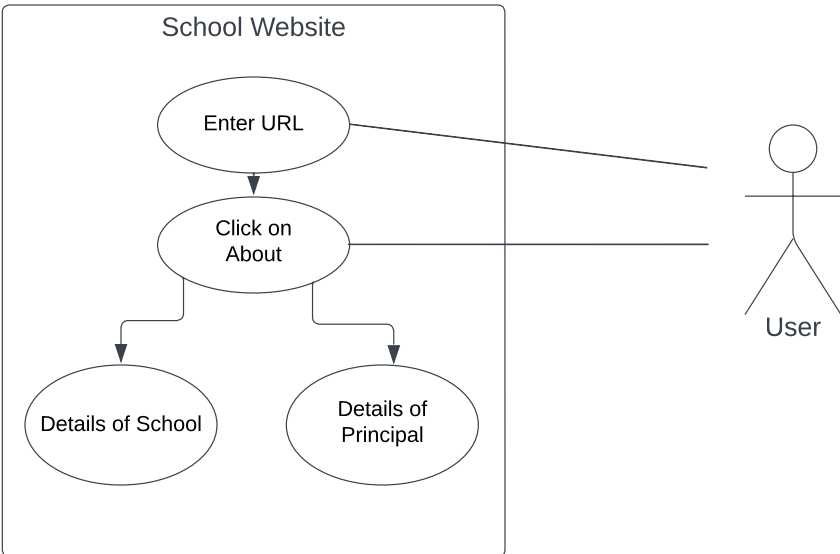 School Website
Enter URL
Click on
About
Details of School
Details of
Principal
User